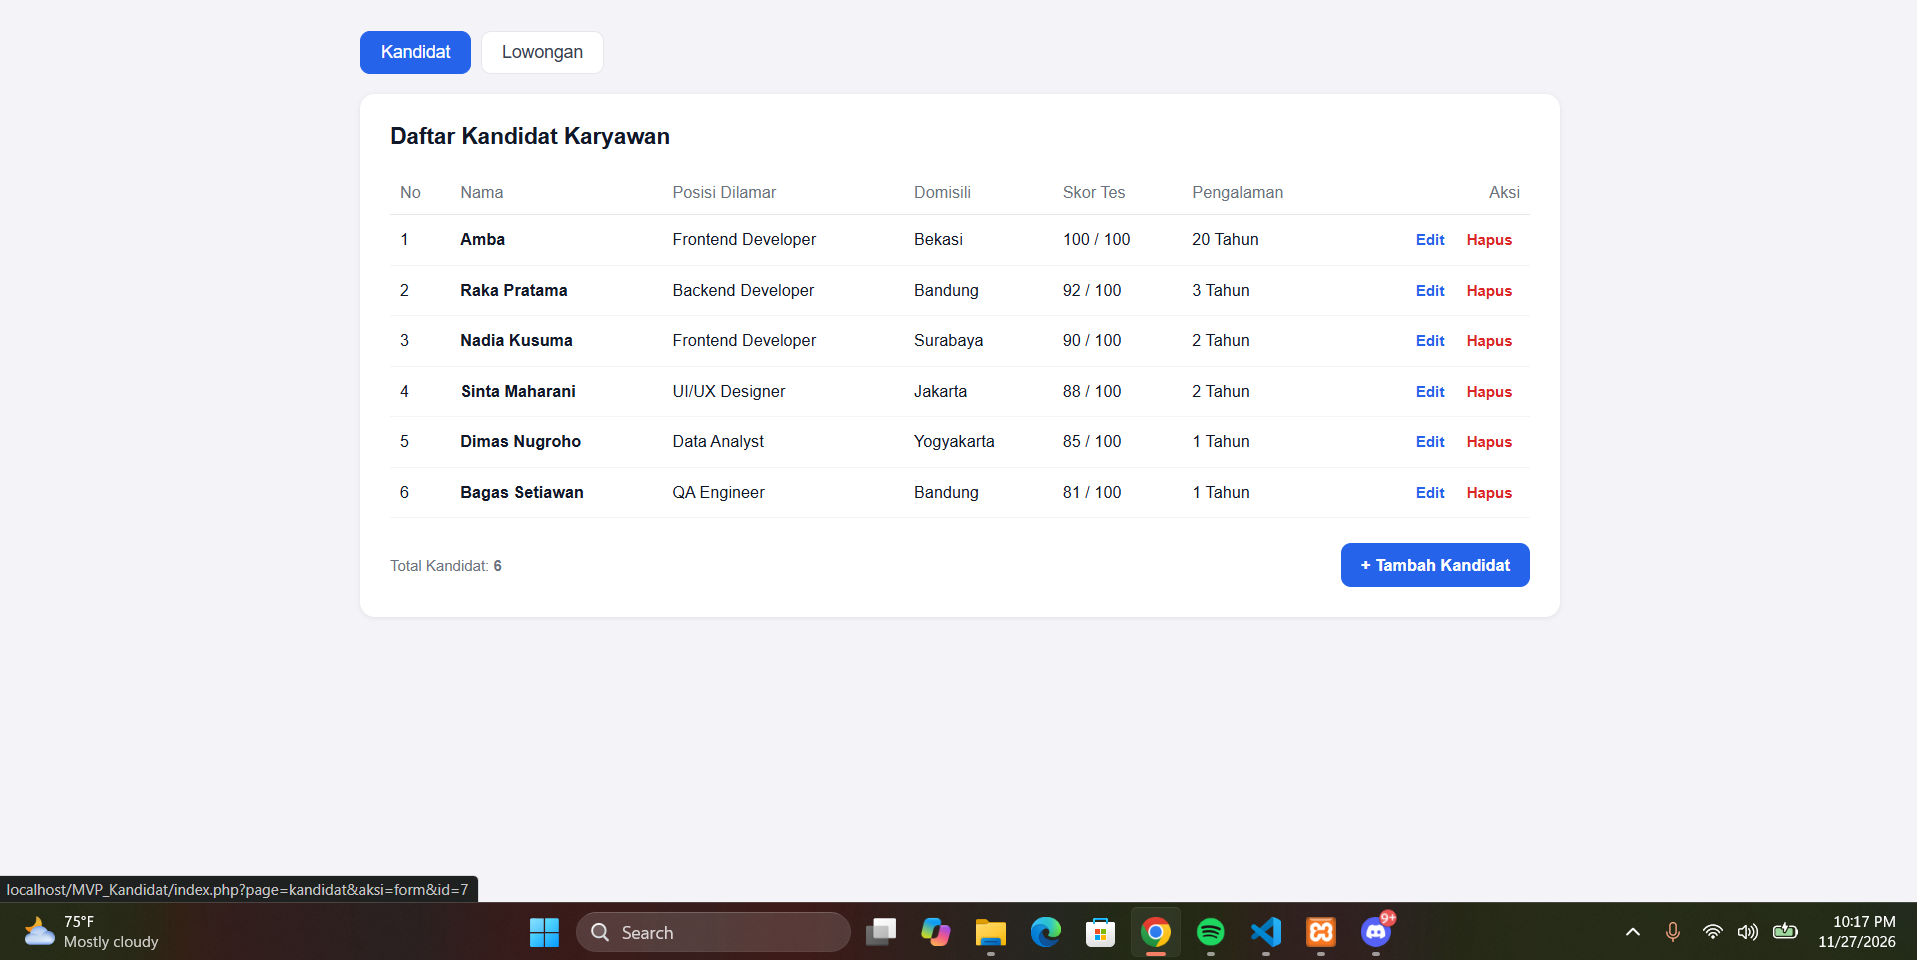 Kandidat Lowongan
Daftar Kandidat Karyawan
No Nama Posisi Dilamar Domisili Skor Tes Pengalaman Aksi
1 Amba Frontend Developer Bekasi 100 / 100 20 Tahun Edit Hapus
2 Raka Pratama Backend Developer Bandung 92 / 100 3 Tahun Edit Hapus
3 Nadia Kusuma Frontend Developer Surabaya 90 / 100 2 Tahun Edit Hapus
4 Sinta Maharani UI/UX Designer Jakarta 88 / 100 2 Tahun Edit Hapus
5 Dimas Nugroho Data Analyst Yogyakarta 85 / 100 1 Tahun Edit Hapus
6 Bagas Setiawan QA Engineer Bandung 81 / 100 1 Tahun Edit Hapus
Total Kandidat: 6 + Tambah Kandidat
localhost/MVP_Kandidat/index.php?page=kandidat&aksi=form&id=7
75°F
Mostly cloudy
Search
9+
10:17 PM
11/27/2026